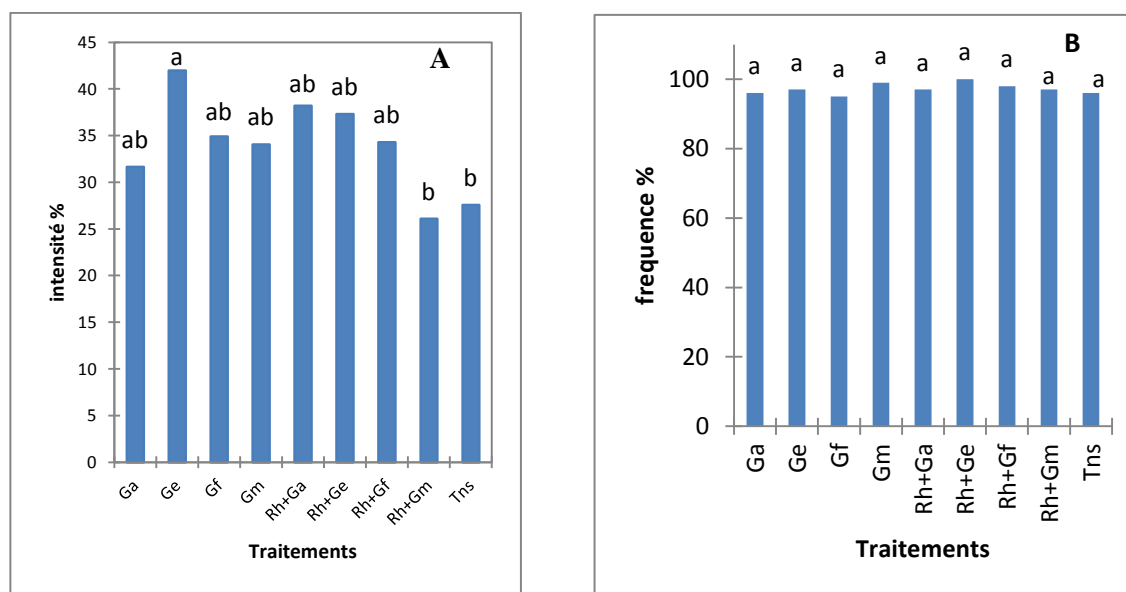 A
45
40
35
30
25
20
15
10
5
0
intensité %
ab a ab ab ab ab ab b b
Ga Ge Gf Gm Rh+Ga Rh+Ge Rh+Gf Rh+Gm Tns
Traitements
B
100
80
60
40
20
0
frequence %
a a a a a a a a a
Ga Ge Gf Gm Rh+Ga Rh+Ge Rh+Gf Rh+Gm Tns
Traitements